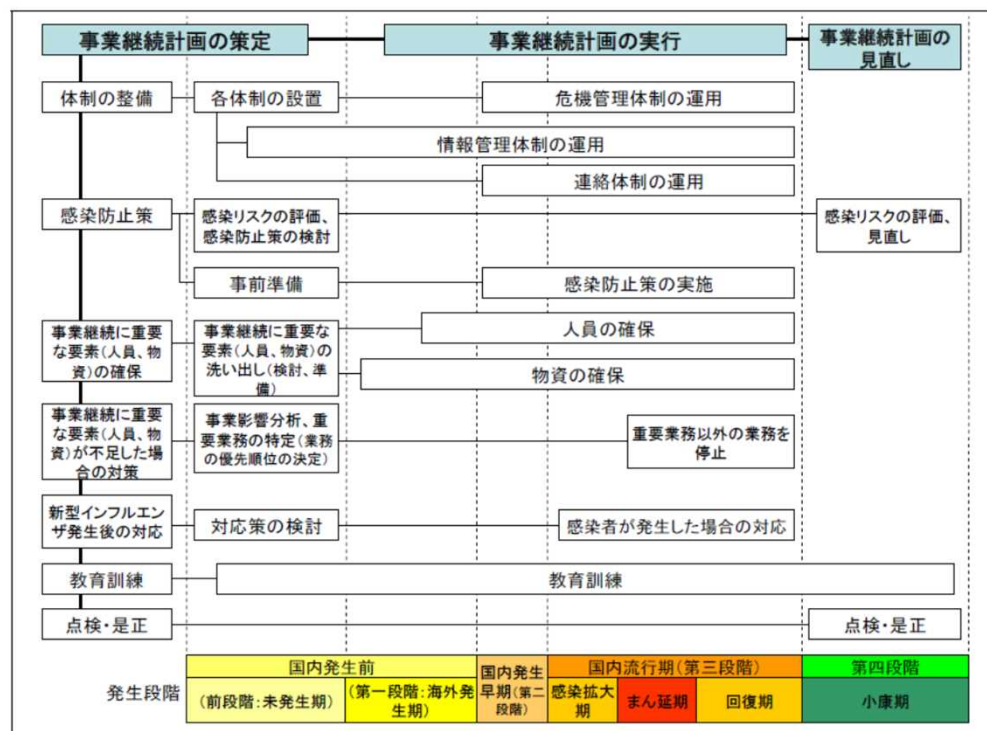 事業継続計画の策定
事業継続計画の実行
事業継続計画の
見直し
体制の整備
各体制の設置
危機管理体制の運用
情報管理体制の運用
連絡体制の運用
感染防止策
感染リスクの評価、
感染防止策の検討
感染リスクの評価、
見直し
事前準備
感染防止策の実施
事業継続に重要
な要素(人員、物
資)の確保
事業継続に重要な
要素(人員、物資)の
洗い出し(検討、準
備)
人員の確保
物資の確保
事業継続に重要
な要素(人員、物
資)が不足した場
合の対策
事業影響分析、重
要業務の特定(業務
の優先順位の決定)
重要業務以外の業務を
停止
新型インフルエン
ザ発生後の対応
対応策の検討
感染者が発生した場合の対応
教育訓練
教育訓練
点検・是正
点検・是正
発生段階
国内発生前
(前段階:未発生期)
(第一段階:海外発
生期)
国内発生
早期(第二
段階)
国内流行期(第三段階)
感染拡大
期
まん延期
回復期
第四段階
小康期